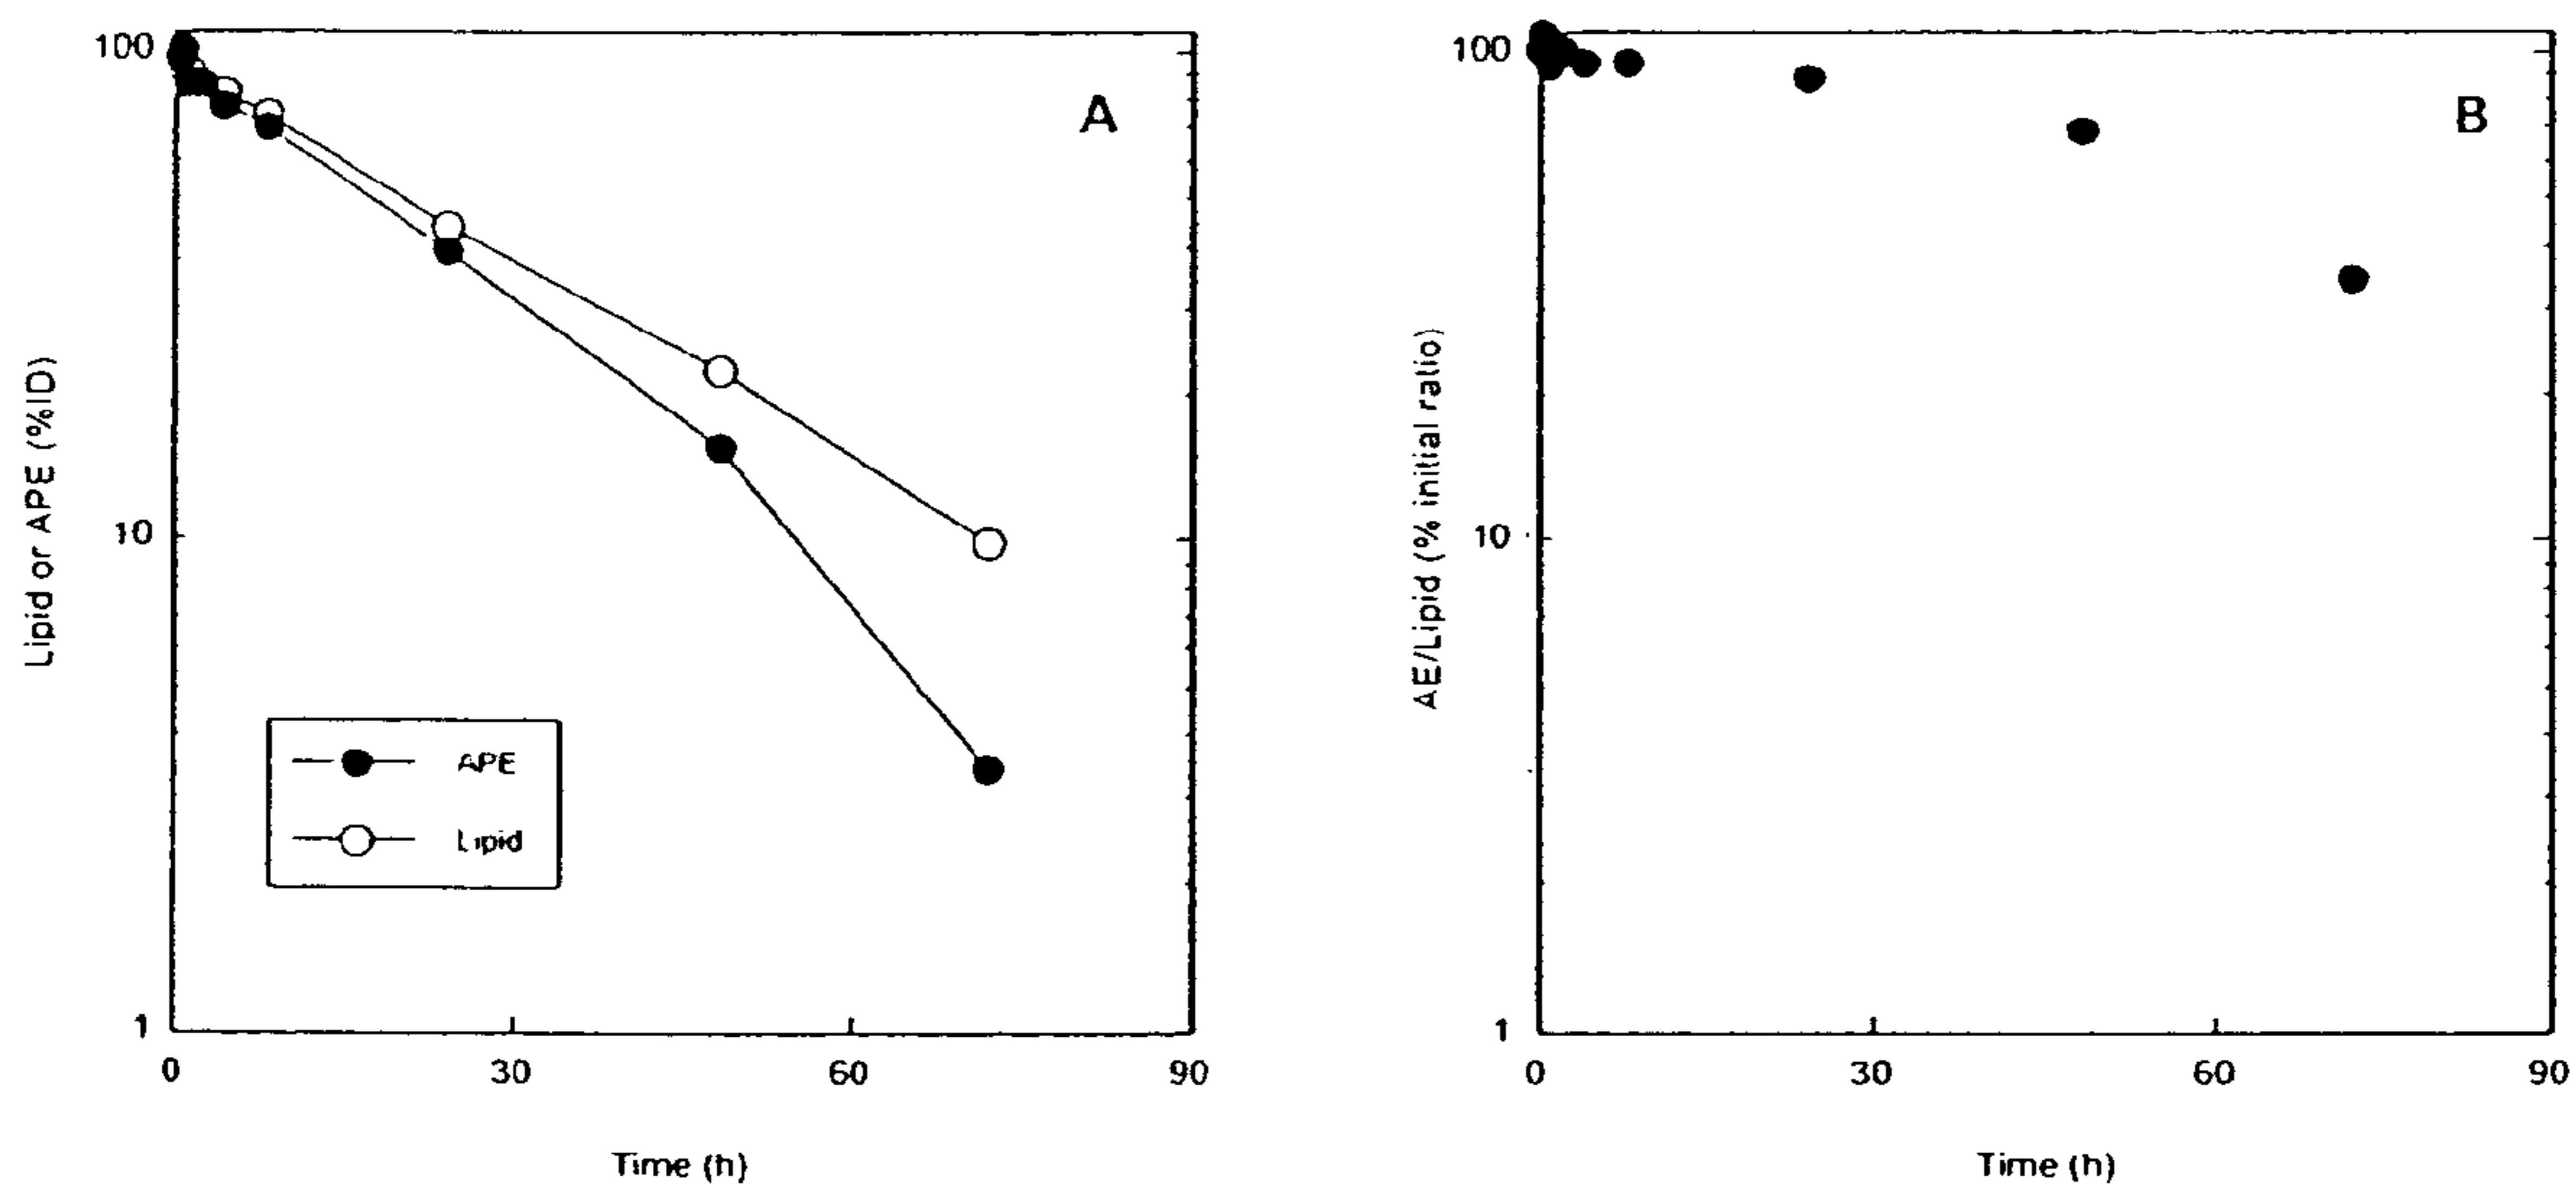 100
10
1
0
30
60
90
Lipid or APE (%ID)
Time (h)
A
APE
Lipid
100
10
1
0
30
60
90
AE/Lipid (% initial ratio)
Time (h)
B